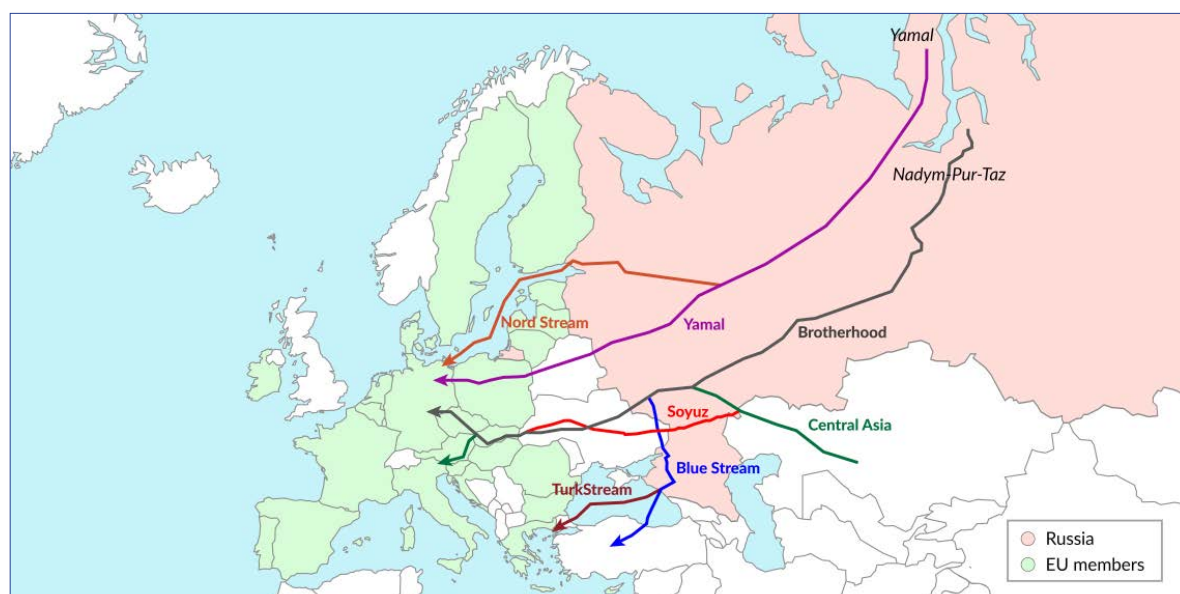 Yamal
Nadym-Pur-Taz
Nord Stream
Yamal
Brotherhood
Soyuz
Central Asia
Blue Stream
TurkStream
Russia
EU members